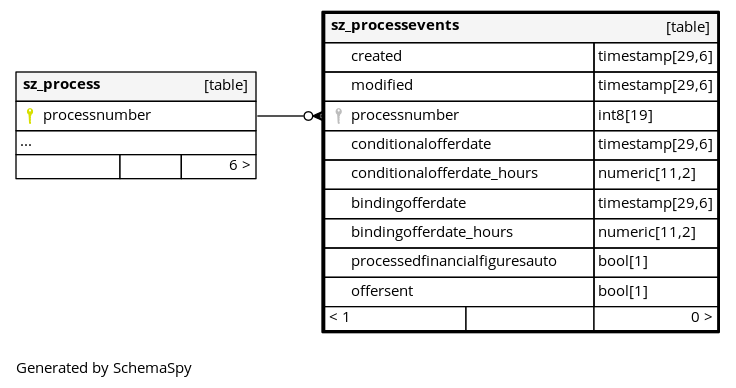 sz_process [table]
processnumber
...
6 >
sz_processevents [table]
created timestamp[29,6]
modified timestamp[29,6]
processnumber int8[19]
conditionalofferdate timestamp[29,6]
conditionalofferdate_hours numeric[11,2]
bindingofferdate timestamp[29,6]
bindingofferdate_hours numeric[11,2]
processedfinancialfiguresauto bool[1]
offersent bool[1]
< 1 0 >
Generated by SchemaSpy